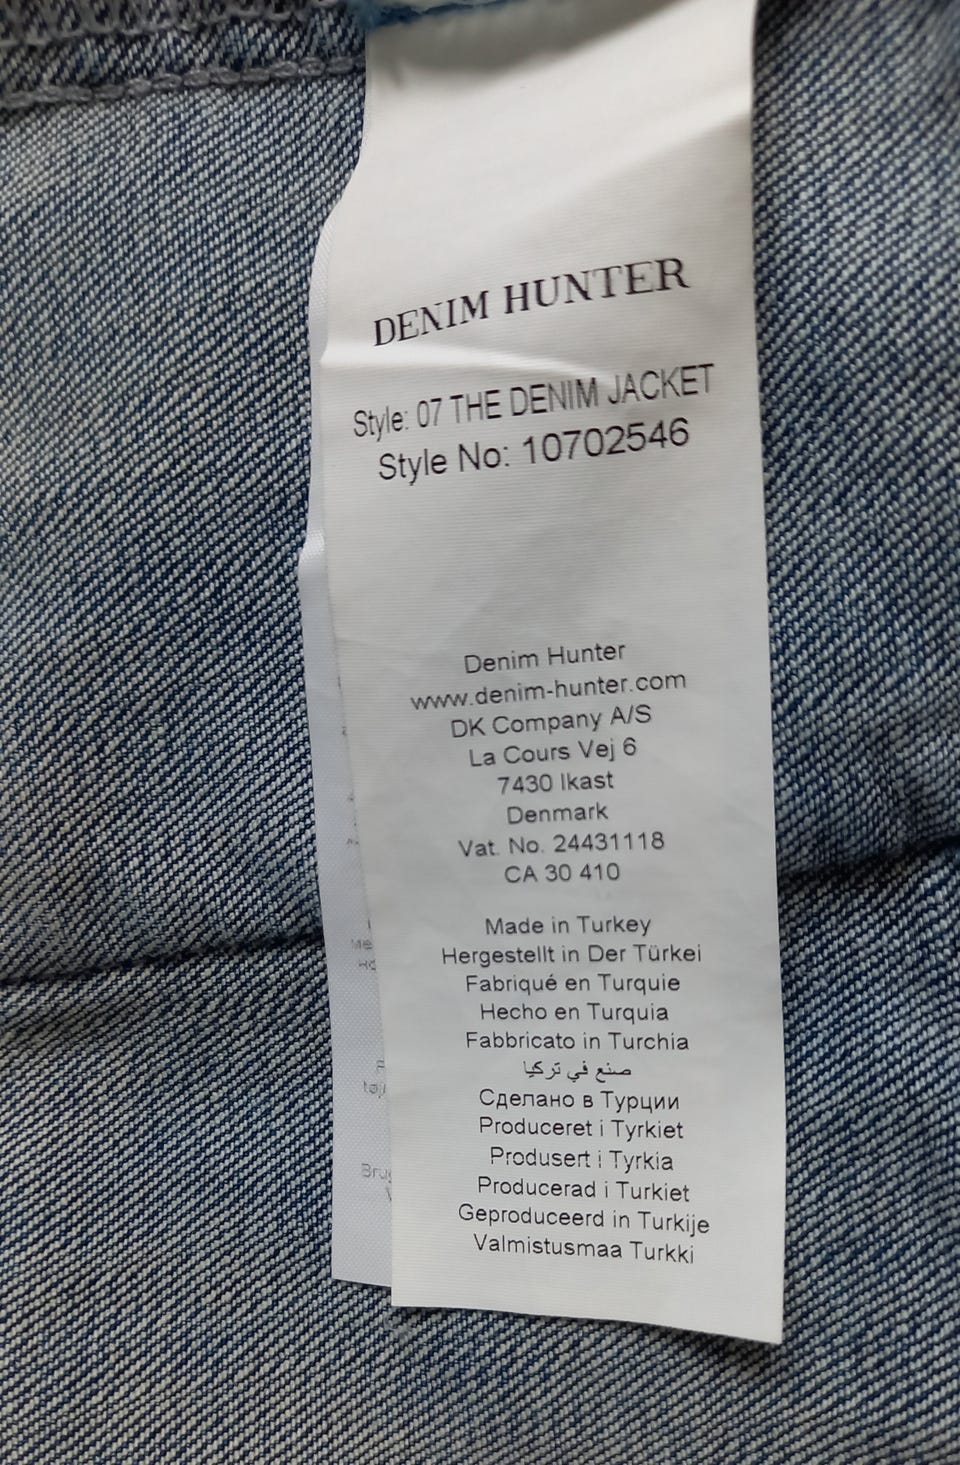 DENIM HUNTER
Style: 07 THE DENIM JACKET
Style No: 10702546
Denim Hunter
www.denim-hunter.com
DK Company A/S
La Cours Vej 6
7430 Ikast
Denmark
Vat. No. 24431118
CA 30 410
Made in Turkey
Hergestellt in Der Türkei
Fabriqué en Turquie
Hecho en Turquia
Fabbricato in Turchia
صنع في تركيا
Сделано в Турции
Produceret i Tyrkiet
Produsert i Tyrkia
Producerad i Turkiet
Geproduceerd in Turkije
Valmistusmaa Turkki